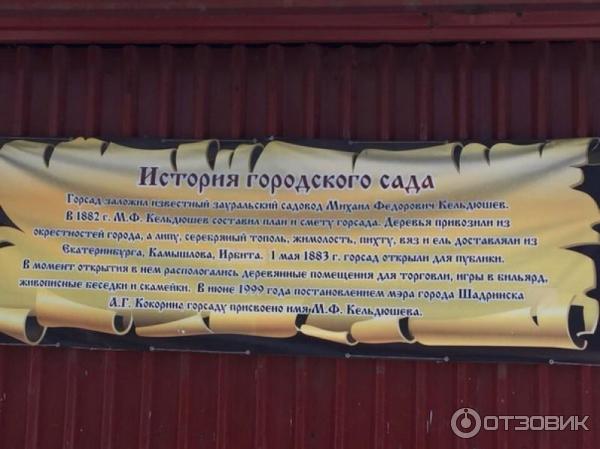 История городского сада
Горсад заложил известный зауральский садовод Михаил Федорович Кельдюшев.
В 1882 г. М.Ф. Кельдюшев составил план и смету горсада. Деревья привозили из
окрестностей города, а липу, серебряный тополь, жимолость, пихту, вяз и ель доставляли из
Екатеринбурга, Камышлова, Ирбита. 1 мая 1883 г. горсад открыли для публики.
В момент открытия в нем распологались деревянные помещения для торговли, игры в бильярд,
живописные беседки и скамейки. В июне 1999 года постановлением мэра города Шадринска
А.Г. Кокорина горсаду присвоено имя М.Ф. Кельдюшева.
ОТЗОВИК